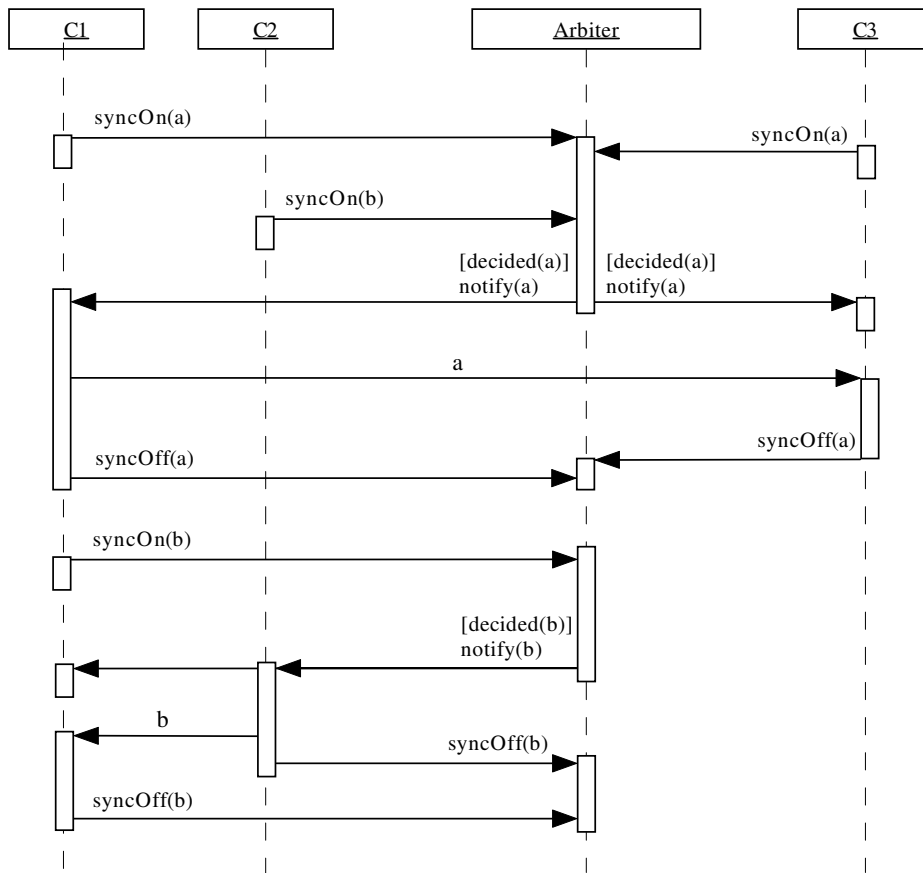 C1
C2
Arbiter
C3
syncOn(a)
syncOn(a)
syncOn(b)
[decided(a)]
notify(a)
[decided(a)]
notify(a)
a
syncOff(a)
syncOff(a)
syncOn(b)
[decided(b)]
notify(b)
b
syncOff(b)
syncOff(b)